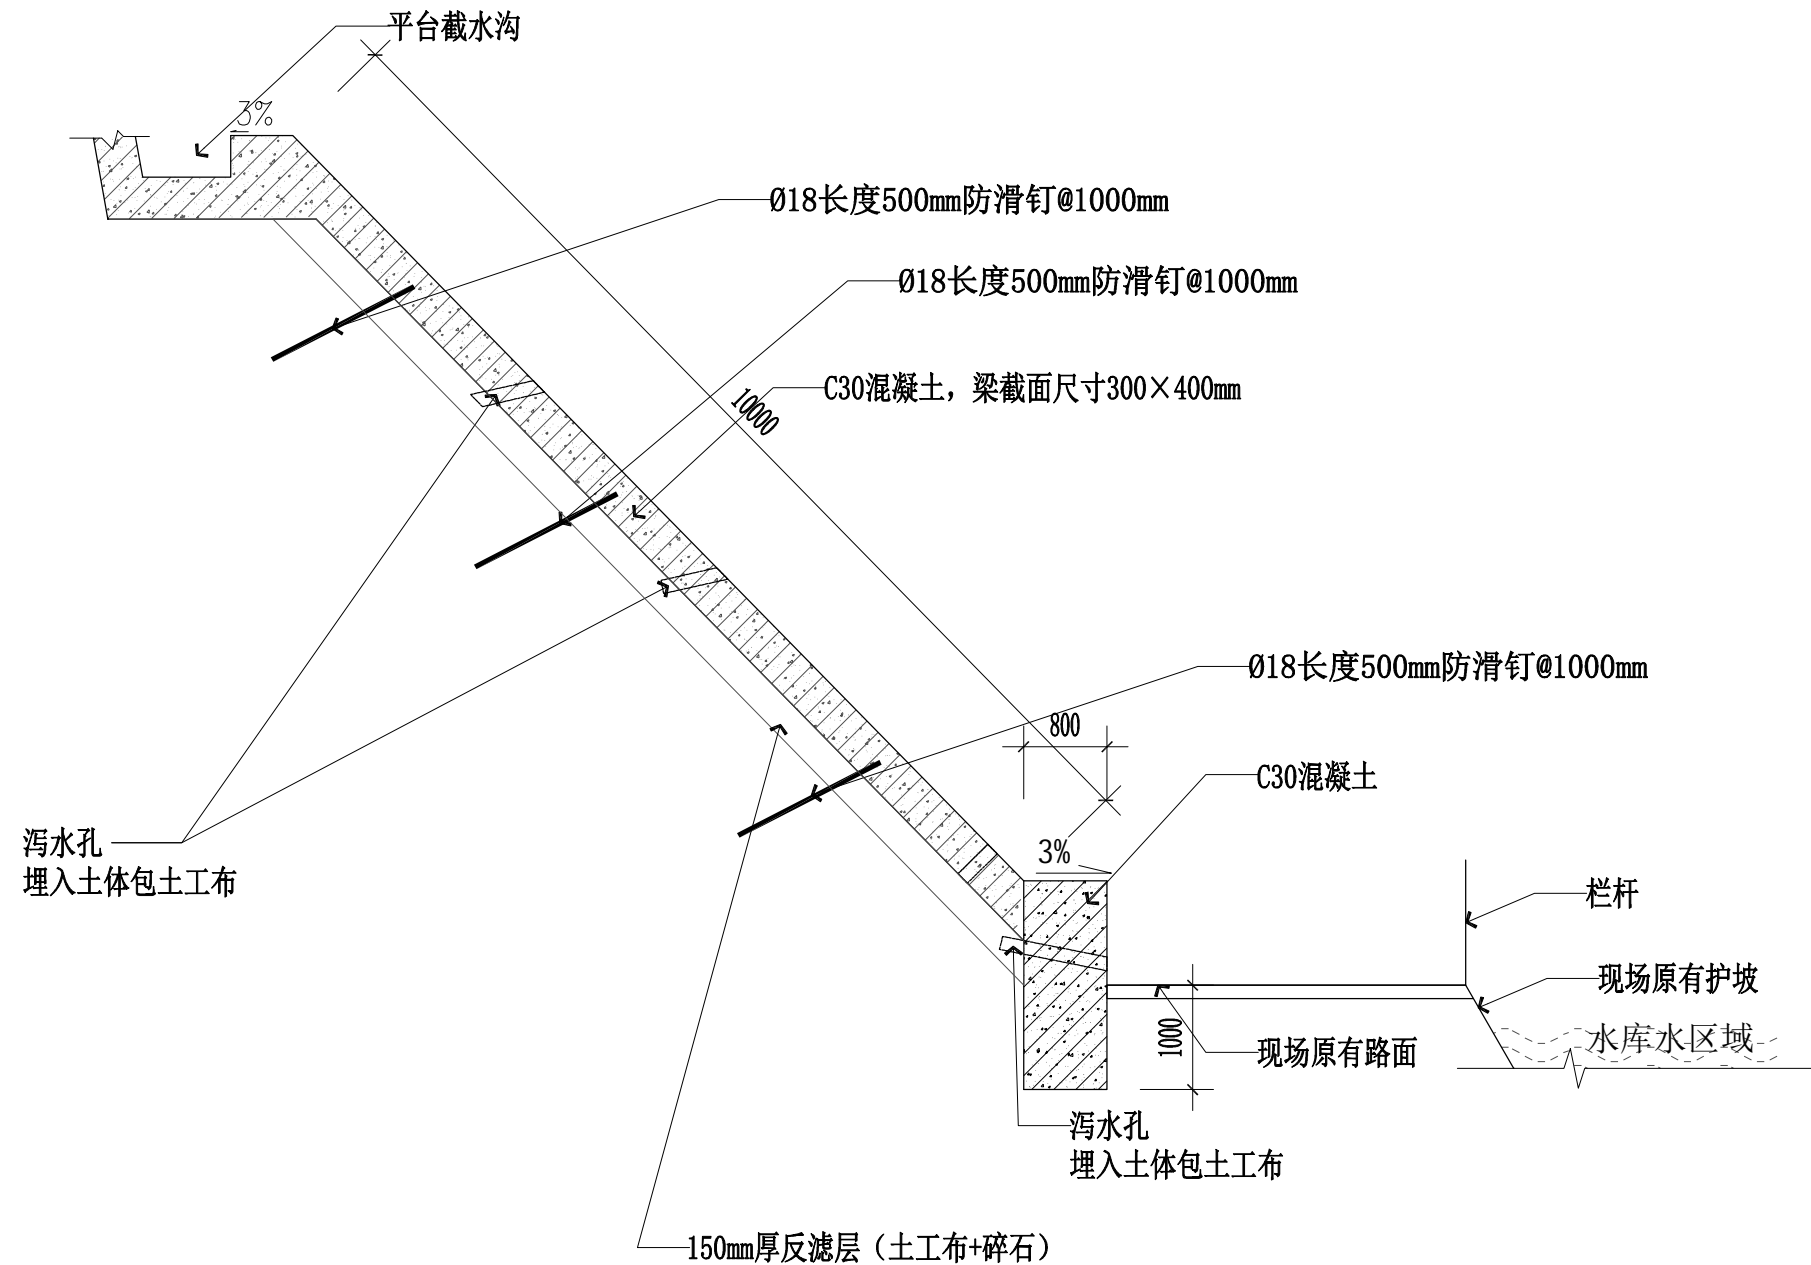 平台截水沟
3%
Ø18长度500mm防滑钉@1000mm
Ø18长度500mm防滑钉@1000mm
C30混凝土，梁截面尺寸300×400mm
10000
Ø18长度500mm防滑钉@1000mm
800
C30混凝土
泻水孔
埋入土体包土工布
3%
栏杆
现场原有护坡
水库水区域
1000
现场原有路面
泻水孔
埋入土体包土工布
150mm厚反滤层（土工布+碎石）